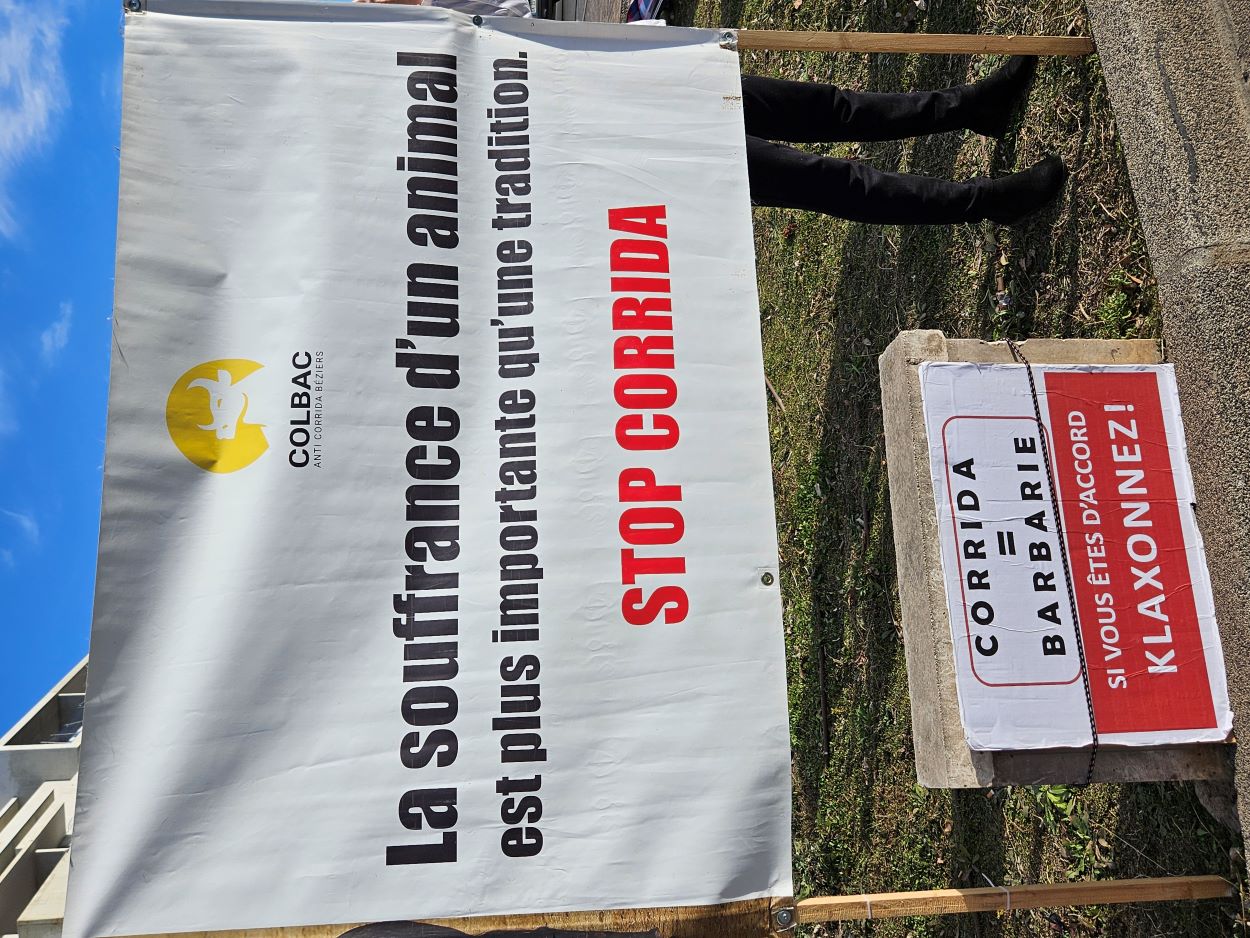 COLBAC
ANTI CORRIDA BÉZIERS
La souffrance d'un animal
est plus importante qu'une tradition.
STOP CORRIDA
CORRIDA
=
BARBARIE
SI VOUS ÊTES D'ACCORD
KLAXONNEZ!